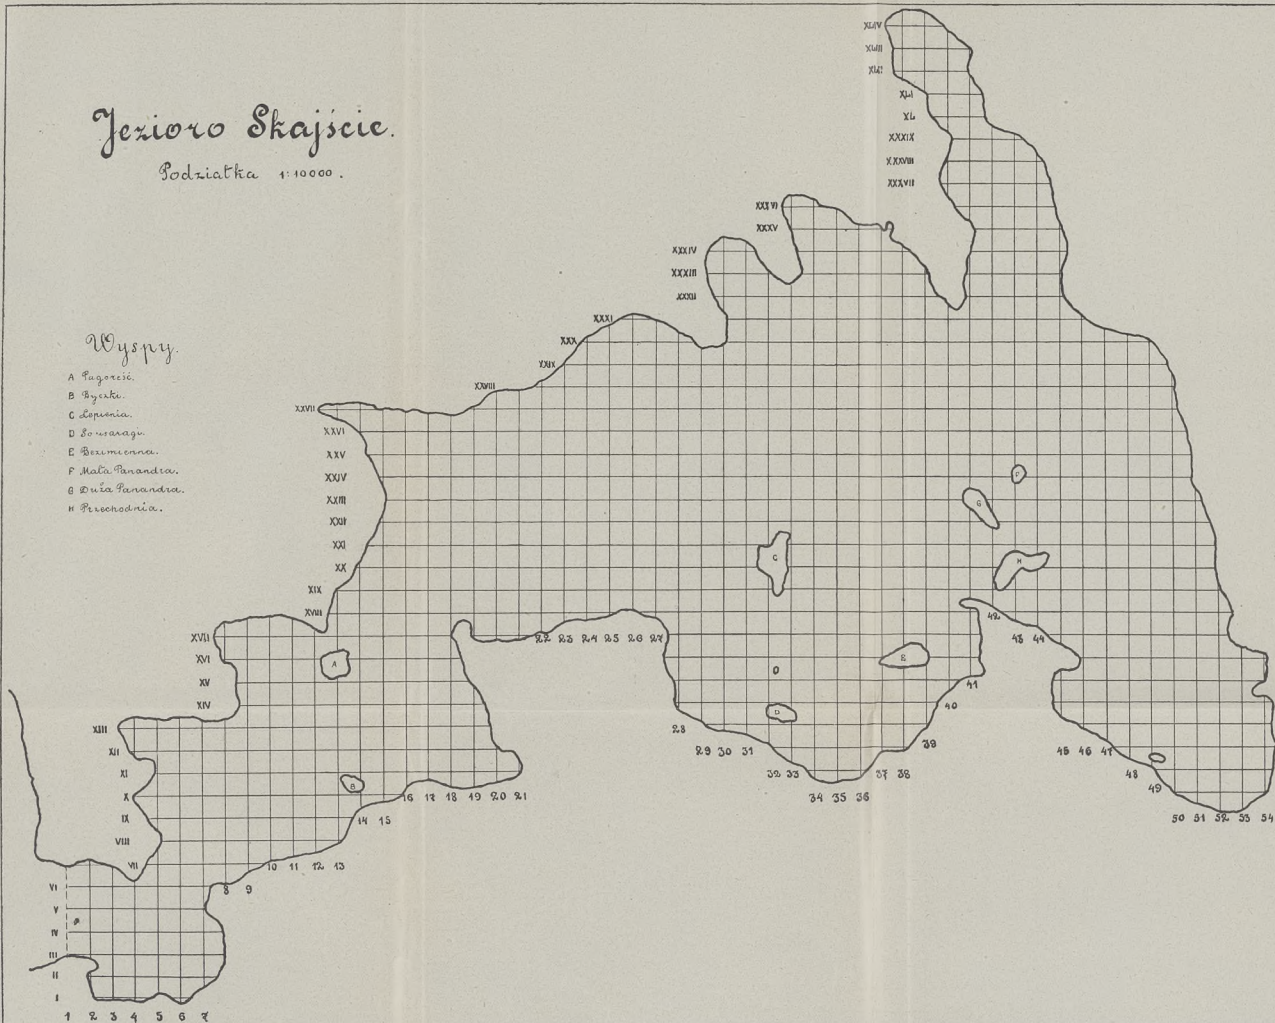 Jezioro Skajście.
Podziałka 1:10000.
Wyspy.
A
B Byczki.
C Łopienia.
D
E Bezimienna.
F Mała Panandra.
G Duża Panandra.
H Przechodnia.
XLIV
XLIII
XLII
XLI
XL
XXXIX
XXXVIII
XXXVII
XXXVI
XXXV
XXXIV
XXXIII
XXXII
XXXI
XXX
XXIX
XXVIII
XXVII
XXVI
XXV
XXIV
XXIII
XXII
XXI
XX
XIX
XVIII
XVII
XVI
XV
XIV
XIII
XII
XI
X
IX
VIII
VII
VI
V
IV
III
II
I
F
G
C
H
A
E
D
B
1 2 3 4 5 6 7
8 9
10 11 12 13
14 15
16 17 18 19 20 21
22 23 24 25 26 27
28
29 30 31
32 33
34 35 36
37 38
39
40
41
42
43 44
45 46 47
48
49
50 51 52 53 54